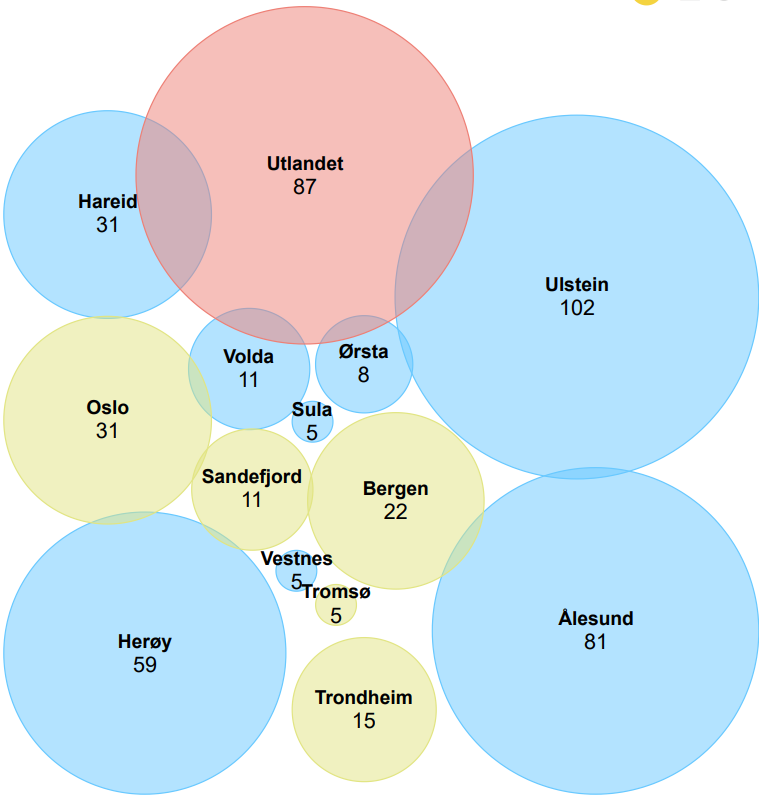 Utlandet
87
Hareid
31
Ulstein
102
Volda
11
Ørsta
8
Oslo
31
Sula
5
Sandefjord
11
Bergen
22
Vestnes
5
Tromsø
5
Herøy
59
Ålesund
81
Trondheim
15